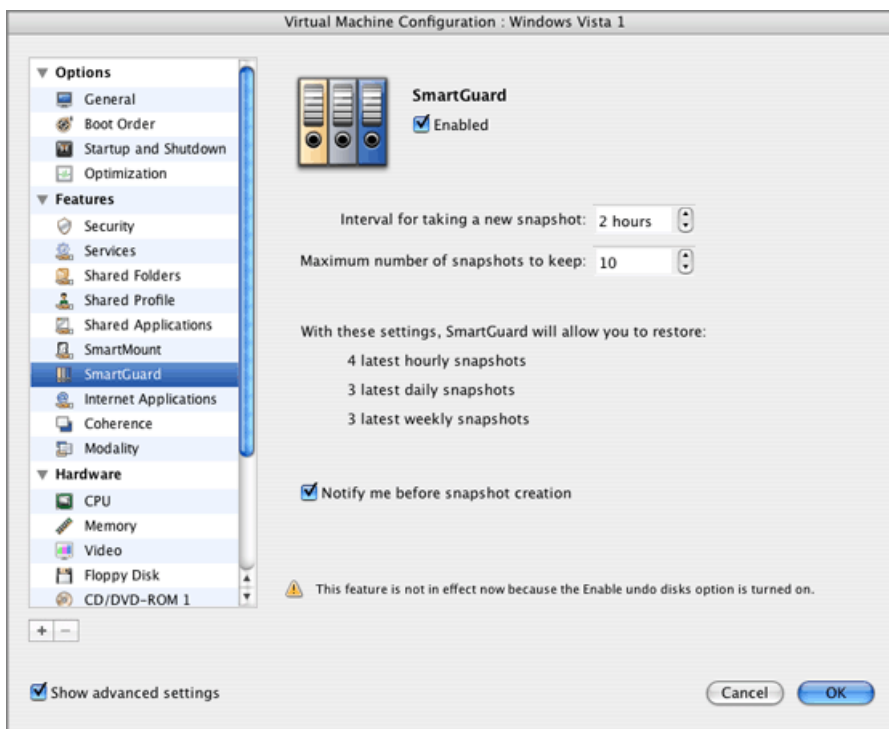 Virtual Machine Configuration : Windows Vista 1
Options
General
Boot Order
Startup and Shutdown
Optimization
Features
Security
Services
Shared Folders
Shared Profile
Shared Applications
SmartMount
SmartGuard
Internet Applications
Coherence
Modality
Hardware
CPU
Memory
Video
Floppy Disk
CD/DVD-ROM 1
+ −
Show advanced settings
SmartGuard
Enabled
Interval for taking a new snapshot: 2 hours
Maximum number of snapshots to keep: 10
With these settings, SmartGuard will allow you to restore:
4 latest hourly snapshots
3 latest daily snapshots
3 latest weekly snapshots
Notify me before snapshot creation
This feature is not in effect now because the Enable undo disks option is turned on.
Cancel OK